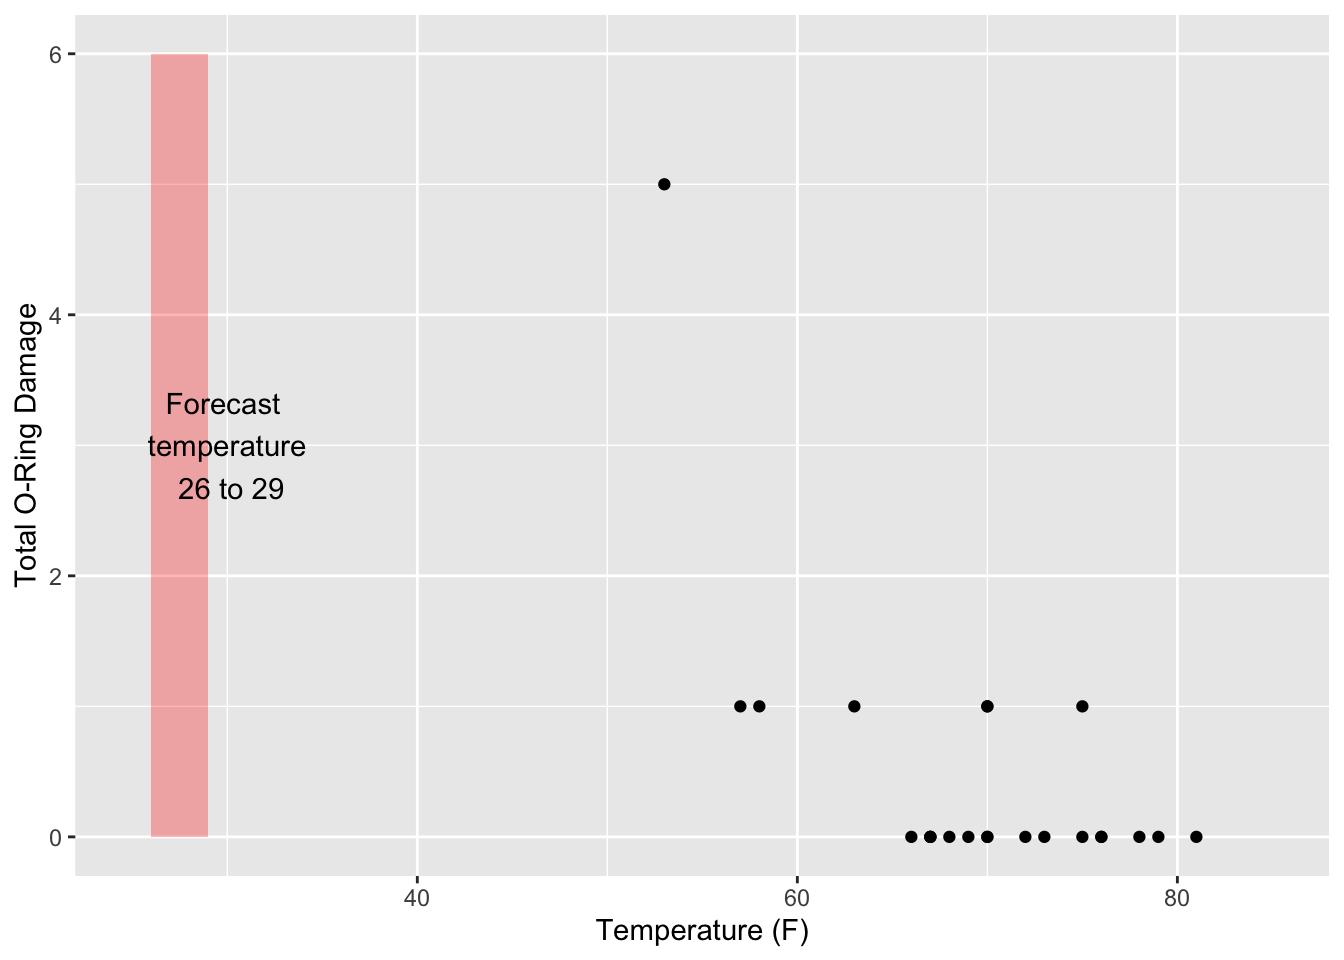 6
4
2
0
Total O-Ring Damage
Forecast
temperature
26 to 29
40
60
80
Temperature (F)